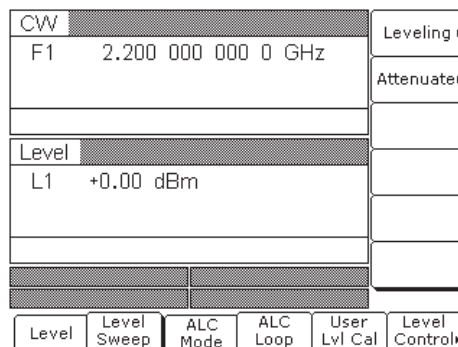 CW
F1 2.200 000 000 0 GHz
Leveling
Level
L1 +0.00 dBm
Level
Level Sweep
ALC Mode
ALC Loop
User Lvl Cal
Level Control